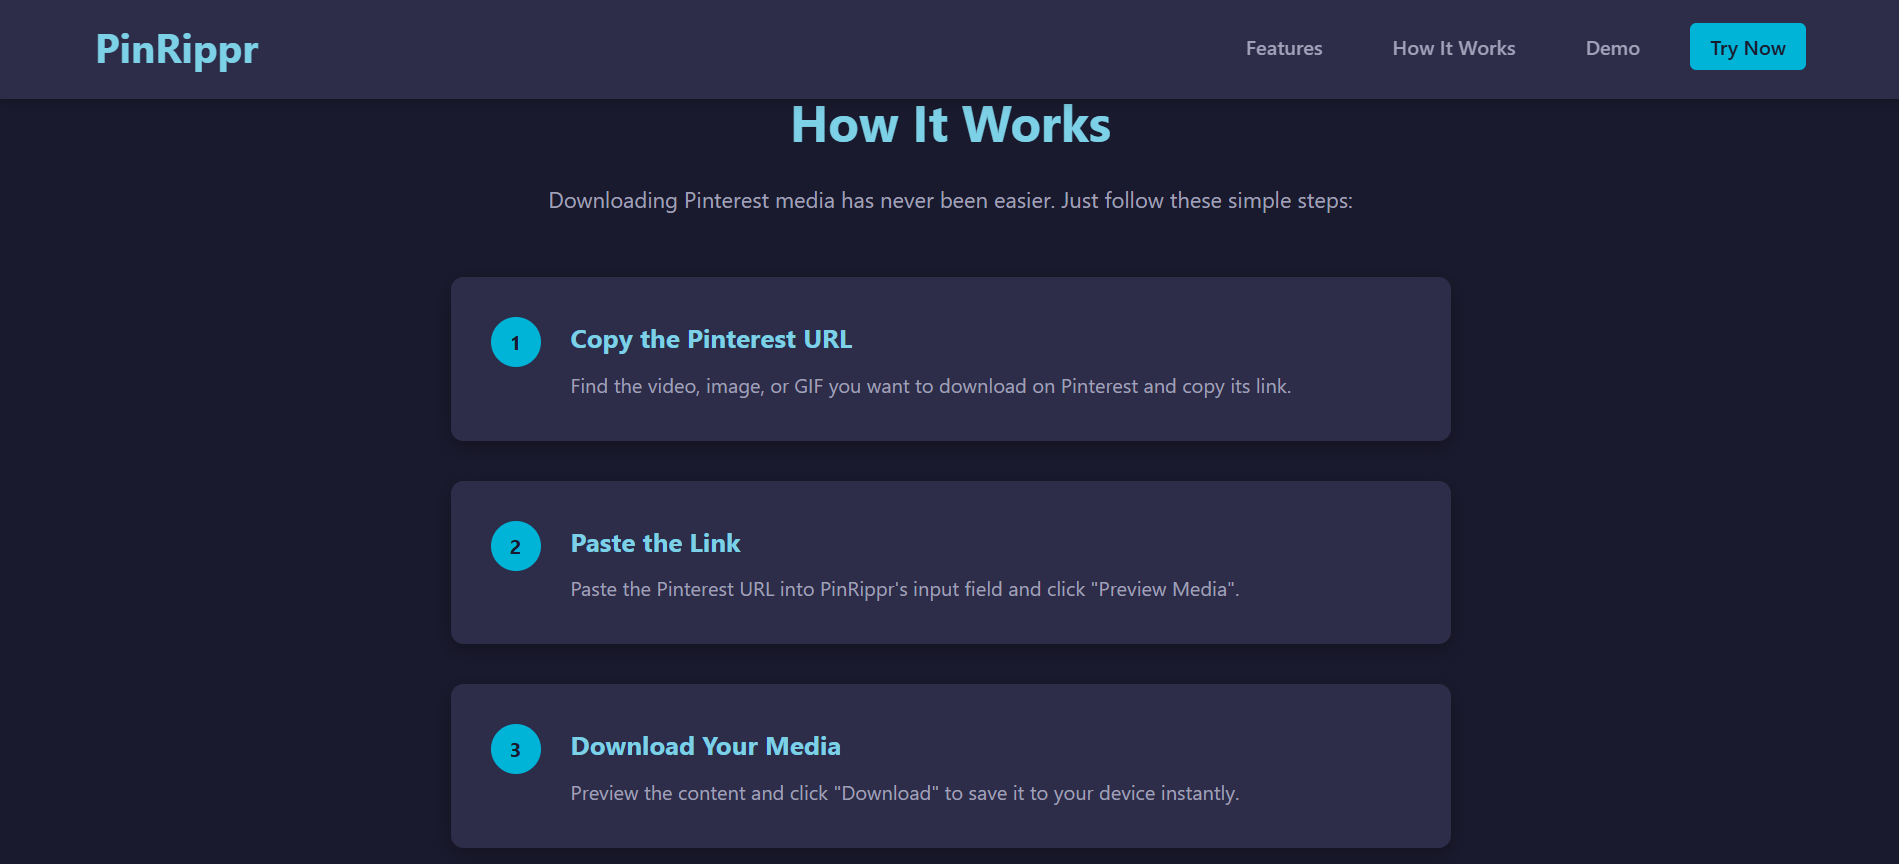 PinRippr
Features
How It Works
Demo
Try Now
How It Works
Downloading Pinterest media has never been easier. Just follow these simple steps:
1
Copy the Pinterest URL
Find the video, image, or GIF you want to download on Pinterest and copy its link.
2
Paste the Link
Paste the Pinterest URL into PinRippr's input field and click "Preview Media".
3
Download Your Media
Preview the content and click "Download" to save it to your device instantly.